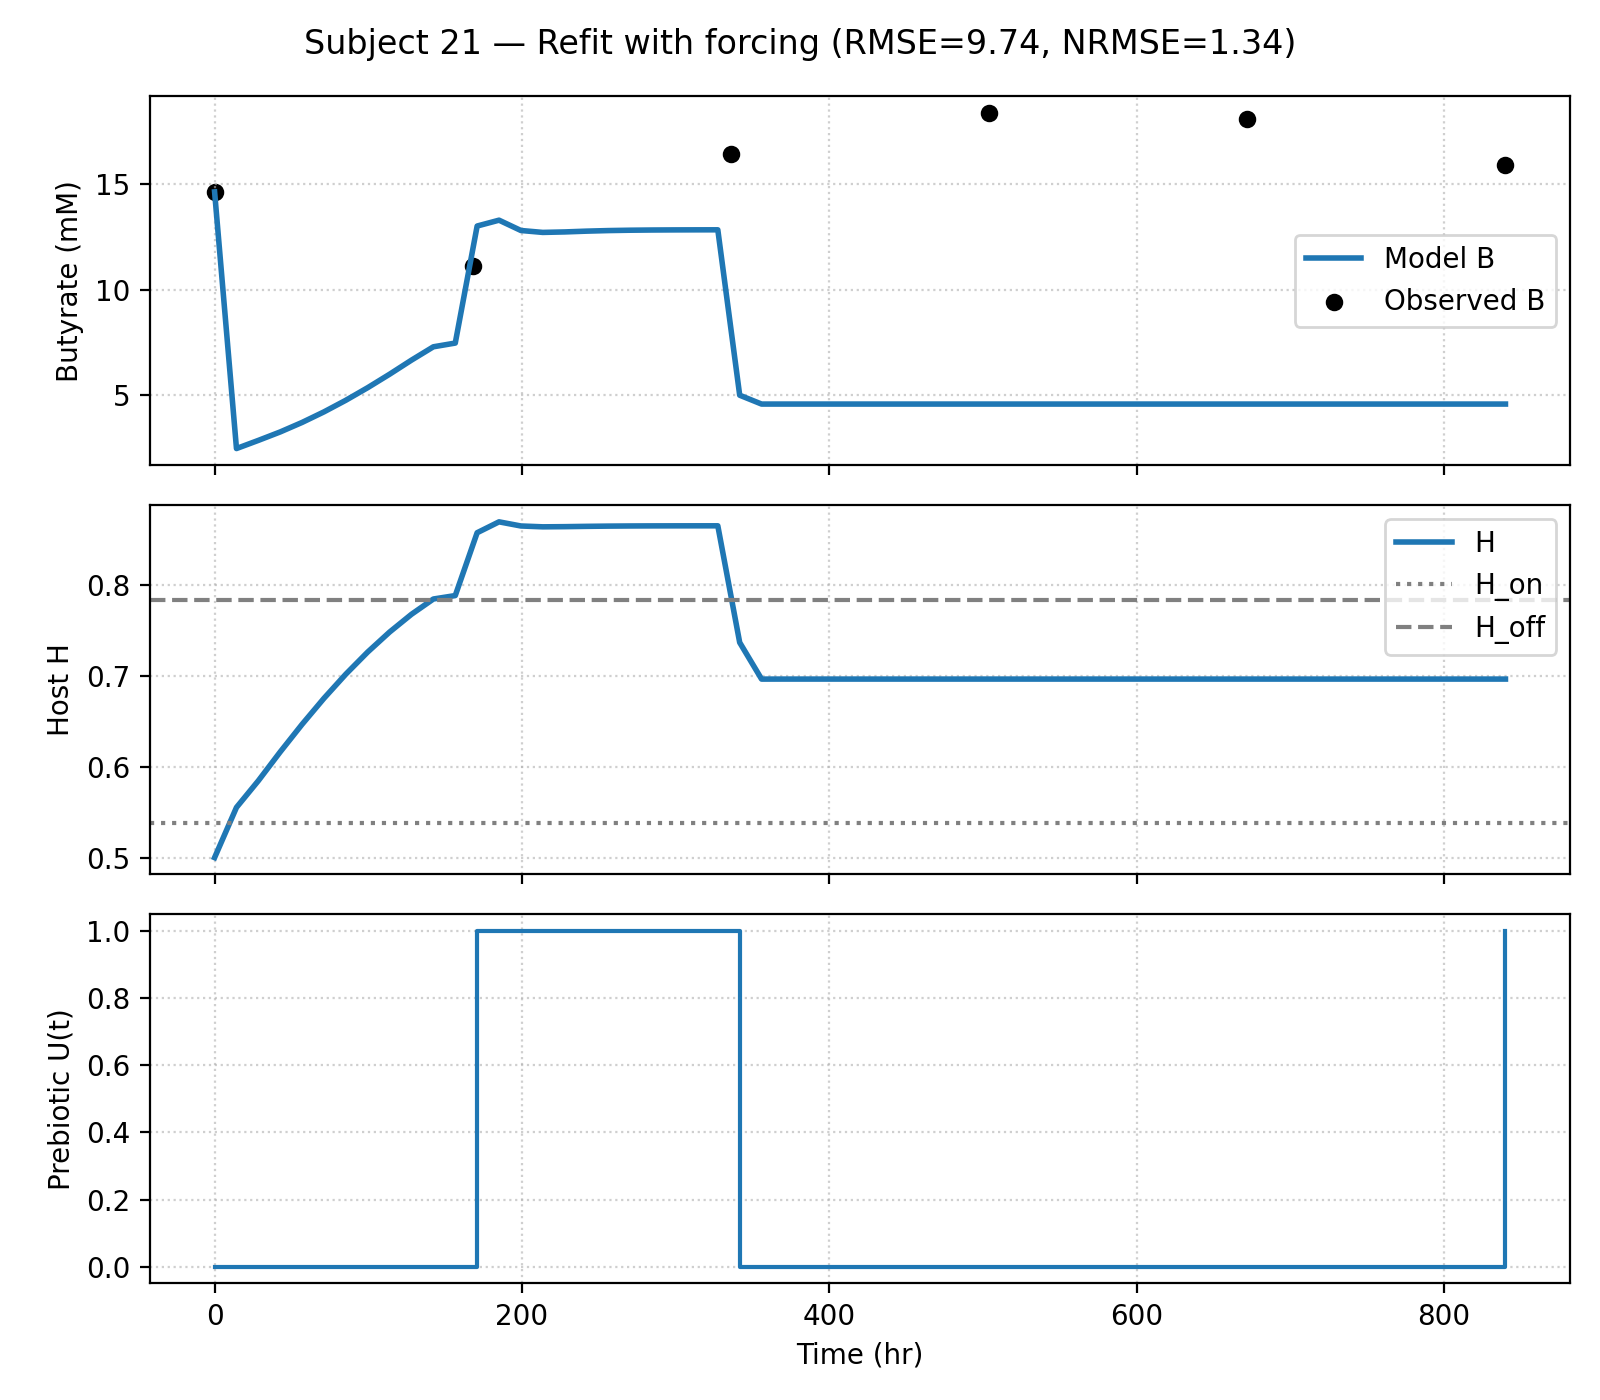 Subject 21 — Refit with forcing (RMSE=9.74, NRMSE=1.34)
Butyrate (mM)
15
10
5
Model B
Observed B
Host H
0.8
0.7
0.6
0.5
H
H_on
H_off
Prebiotic U(t)
1.0
0.8
0.6
0.4
0.2
0.0
0 200 400 600 800
Time (hr)